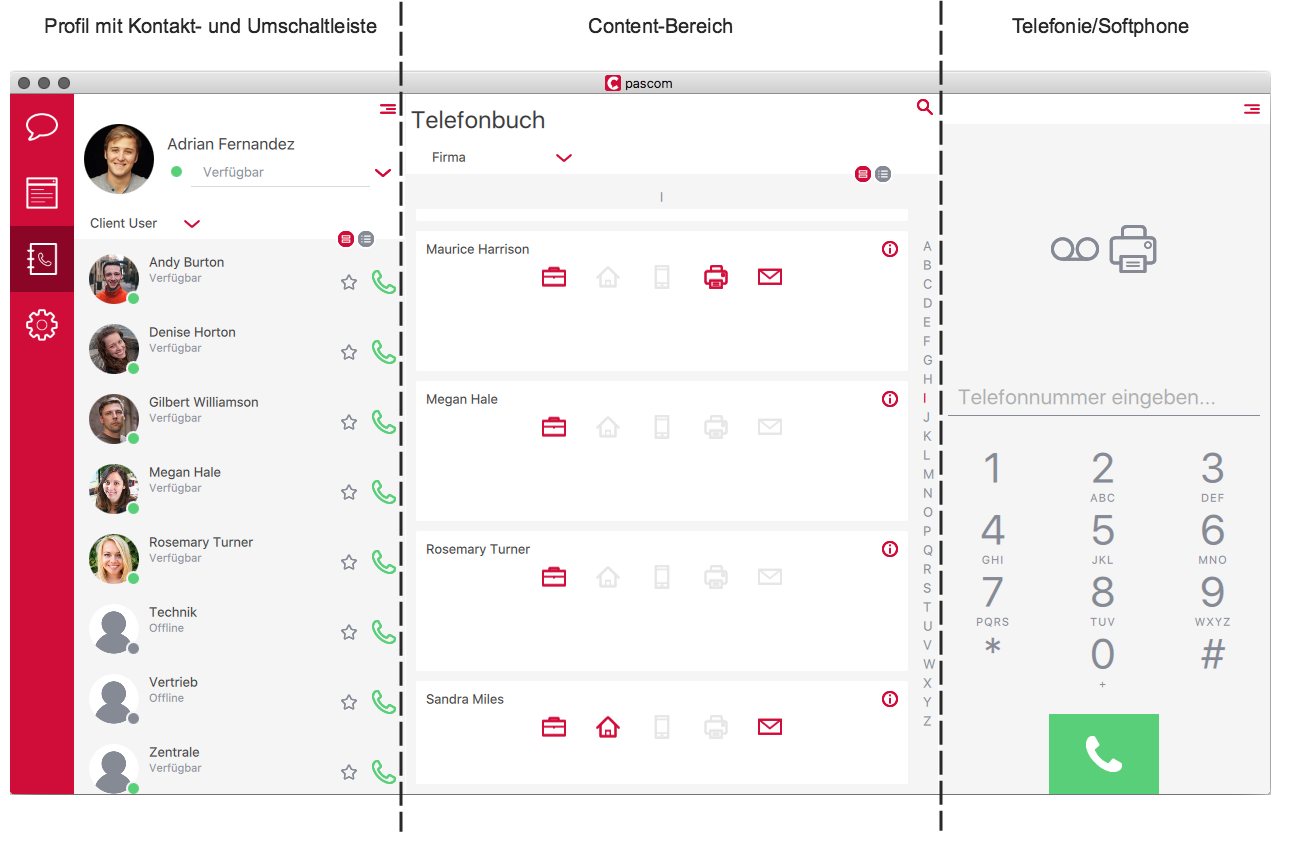 Profil mit Kontakt- und Umschaltleiste
Content-Bereich
Telefonie/Softphone
pascom
Adrian Fernandez
Verfügbar
Client User
Andy Burton
Verfügbar
Denise Horton
Verfügbar
Gilbert Williamson
Verfügbar
Megan Hale
Verfügbar
Rosemary Turner
Verfügbar
Technik
Offline
Vertrieb
Offline
Zentrale
Verfügbar
Telefonbuch
Firma
I
Maurice Harrison
Megan Hale
Rosemary Turner
Sandra Miles
A
B
C
D
E
F
G
H
I
J
K
L
M
N
O
P
Q
R
S
T
U
V
W
X
Y
Z
Telefonnummer eingeben...
1 2 3
ABC DEF
4 5 6
GHI JKL MNO
7 8 9
PQRS TUV WXYZ
* 0 #
+